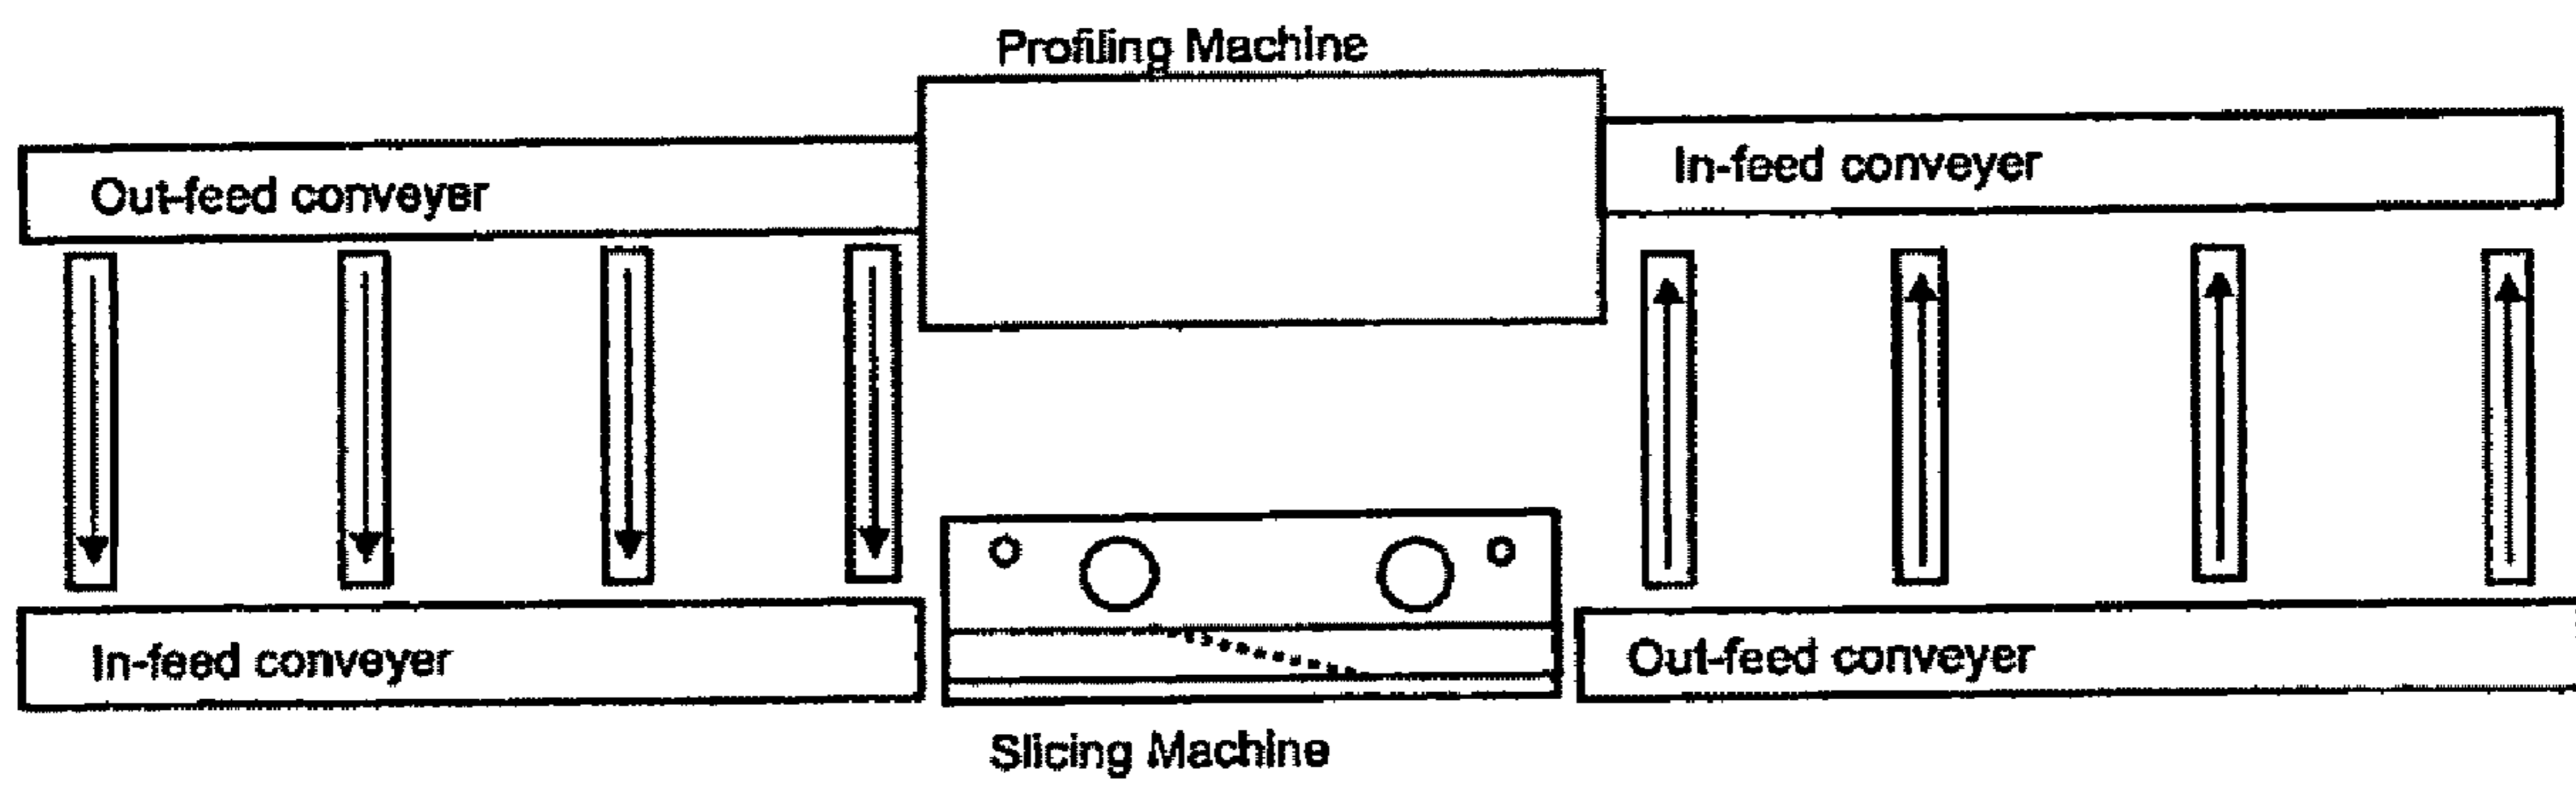 Profiling Machine
Out-feed conveyer
In-feed conveyer
In-feed conveyer
Out-feed conveyer
Slicing Machine